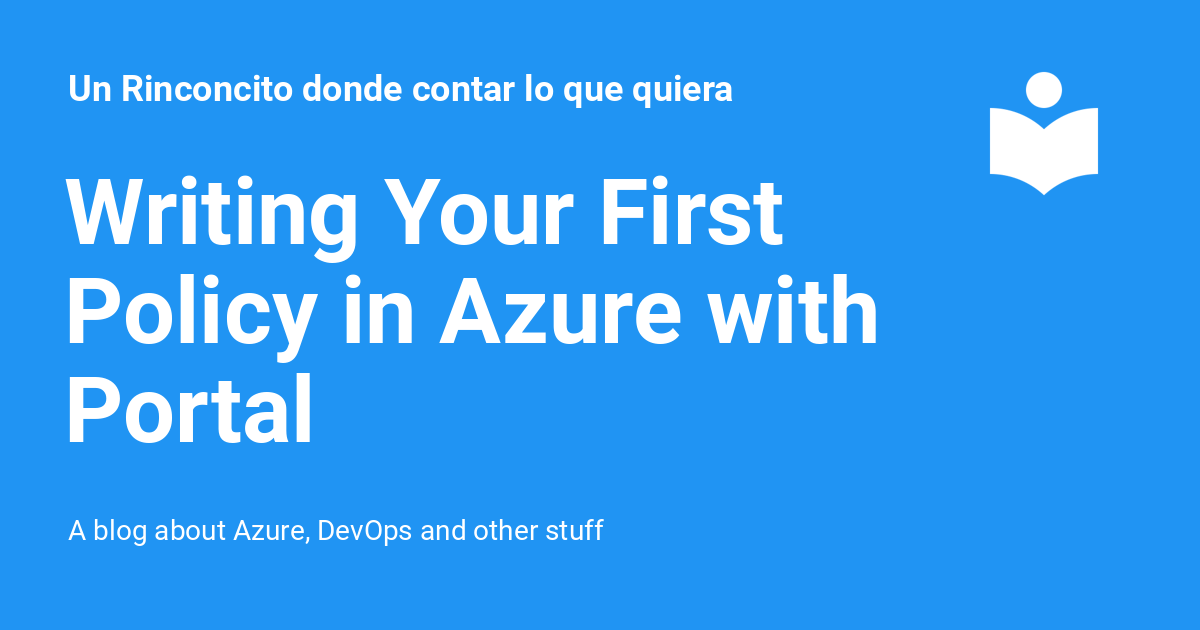 Un Rinconcito donde contar lo que quiera
Writing Your First
Policy in Azure with
Portal
A blog about Azure, DevOps and other stuff